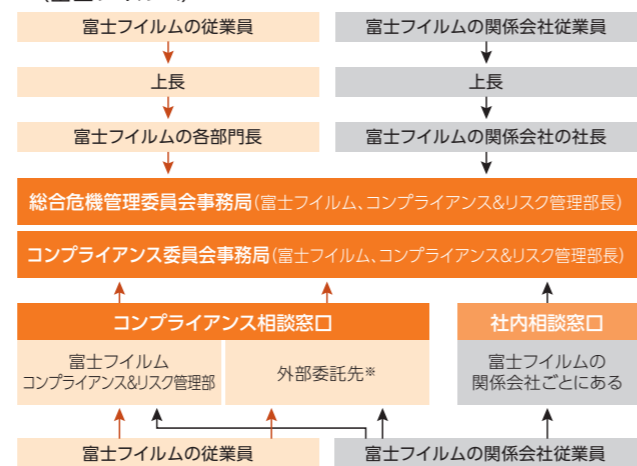 富士フイルムの従業員
富士フイルムの関係会社従業員
上長
上長
富士フイルムの各部門長
富士フイルムの関係会社の社長
総合危機管理委員会事務局(富士フイルム、コンプライアンス&リスク管理部長)
コンプライアンス委員会事務局(富士フイルム、コンプライアンス&リスク管理部長)
コンプライアンス相談窓口
社内相談窓口
富士フイルム
コンプライアンス&リスク管理部
外部委託先※
富士フイルムの
関係会社ごとにある
富士フイルムの従業員
富士フイルムの関係会社従業員